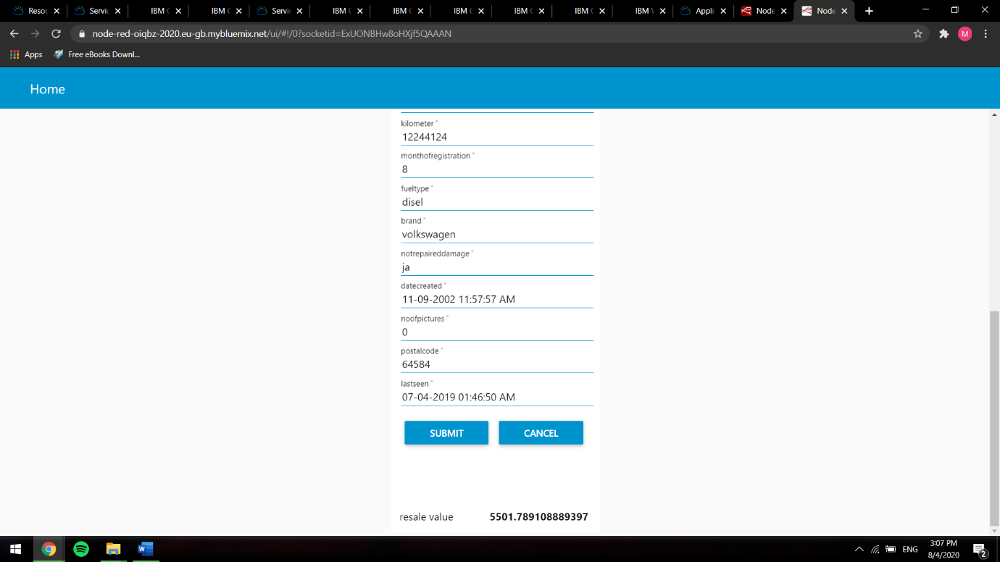 Resou Servic IBM C IBM C Servic IBM C IBM C IBM C IBM C IBM C IBM W Appli Node Node
node-red-oiqbz-2020.eu-gb.mybluemix.net/ui/#!/0?socketid=ExUONBHw8oHXjf5QAAAN
M
Apps Free eBooks Downl...
Home
kilometer *
12244124
monthofregistration *
8
fueltype *
disel
brand *
volkswagen
notrepaireddamage *
ja
datecreated *
11-09-2002 11:57:57 AM
noofpictures *
0
postalcode *
64584
lastseen *
07-04-2019 01:46:50 AM
SUBMIT CANCEL
resale value 5501.789108889397
ENG
3:07 PM
8/4/2020
2